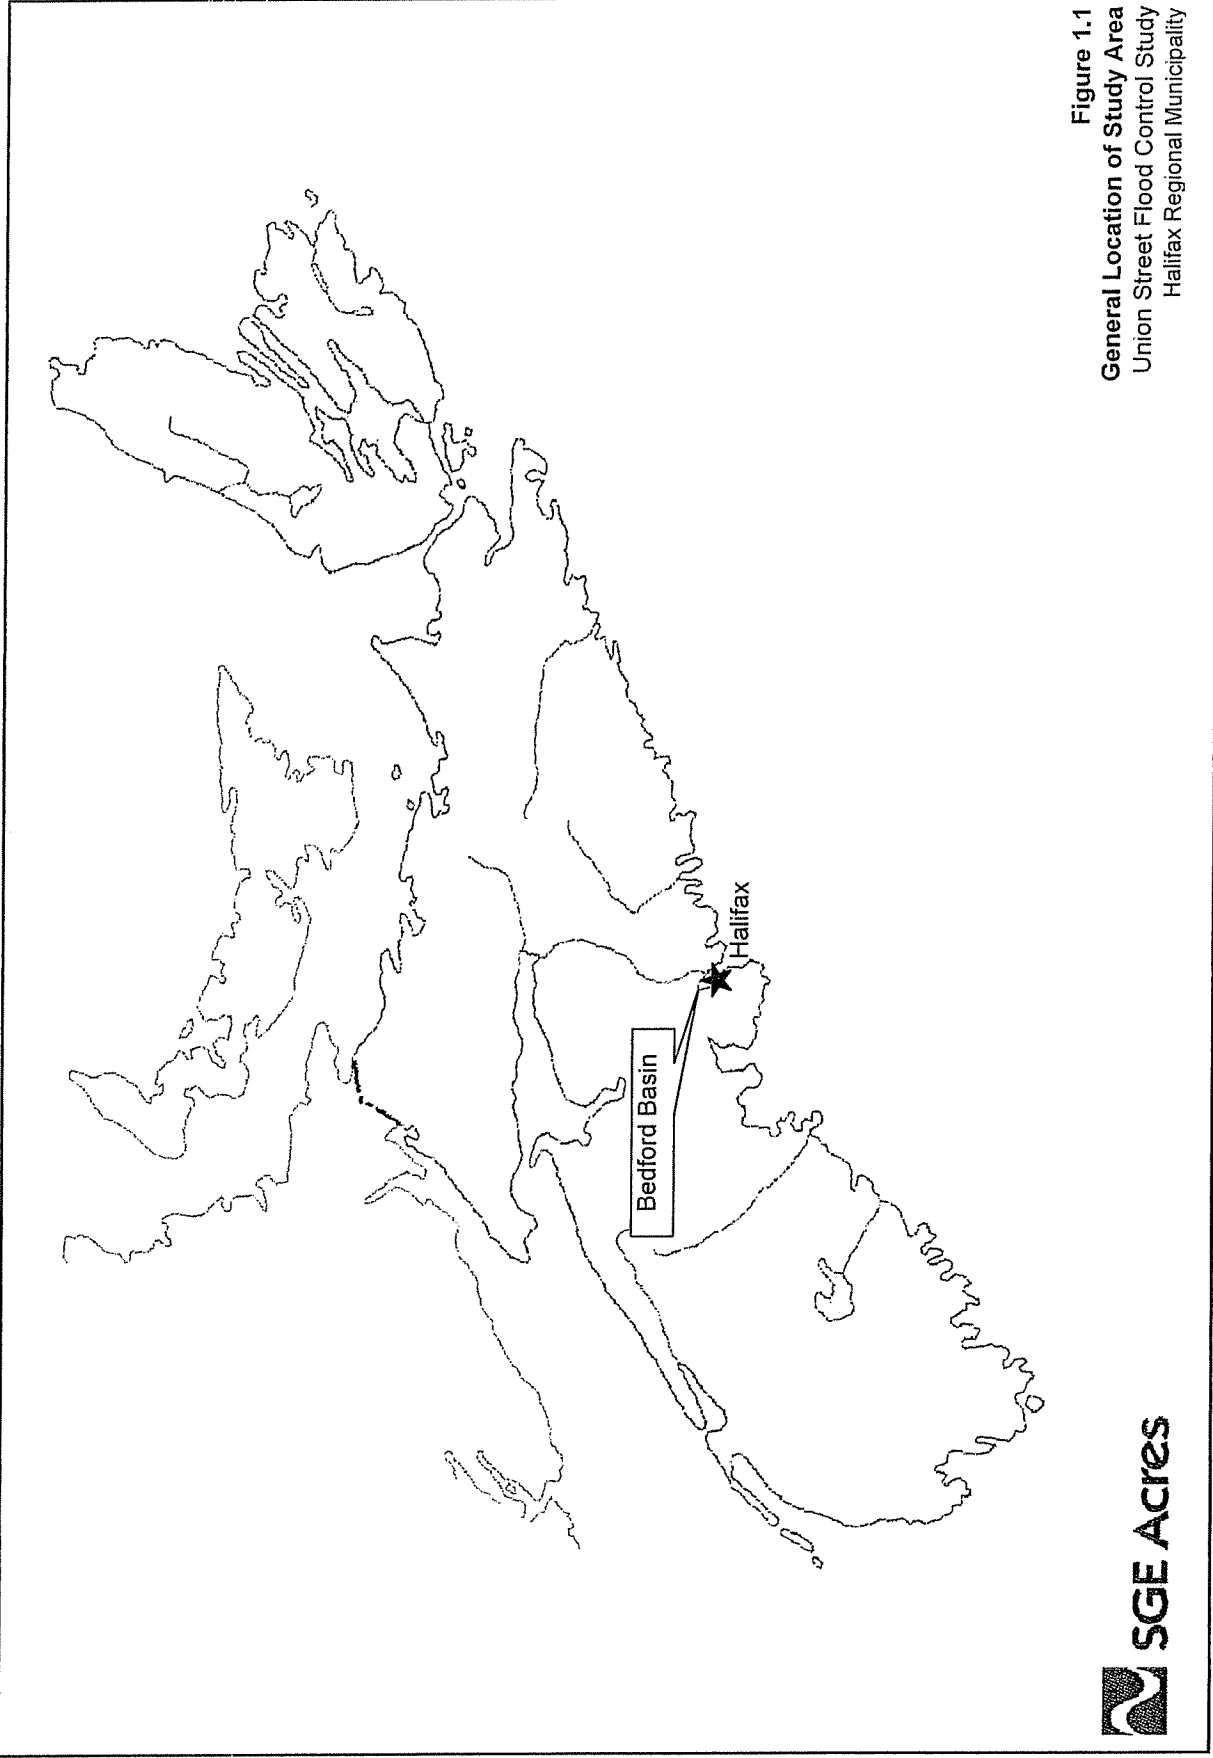 Bedford Basin
Halifax
SGE Acres
Figure 1.1
General Location of Study Area
Union Street Flood Control Study
Halifax Regional Municipality